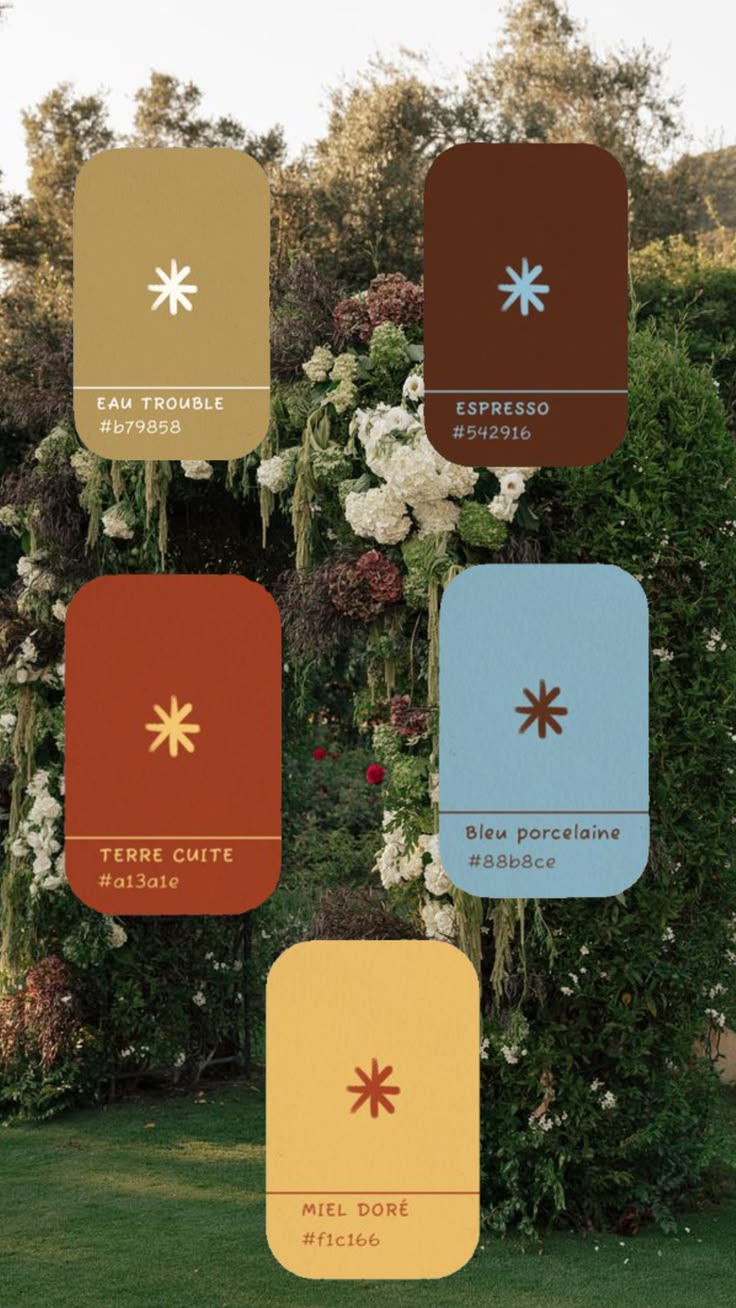 EAU TROUBLE
#b79858
ESPRESSO
#542916
TERRE CUITE
#a13a1e
Bleu porcelaine
#88b8ce
MIEL DORÉ
#f1c166